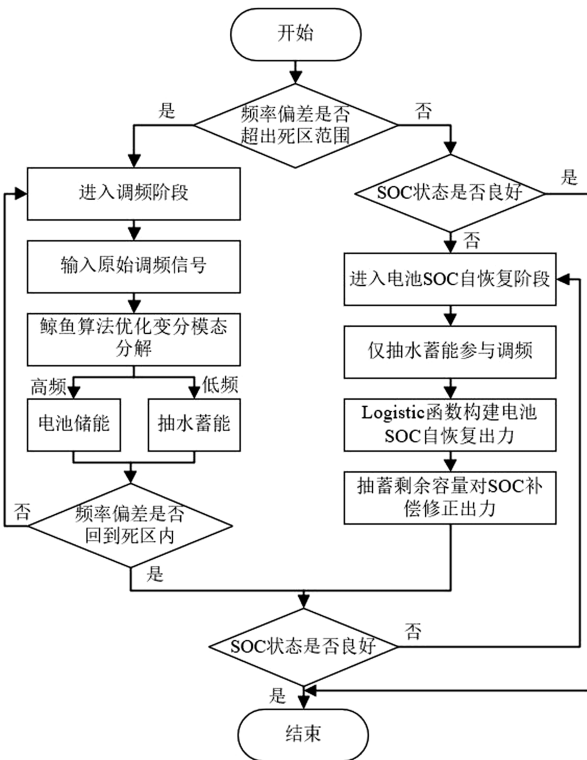 开始
频率偏差是否
超出死区范围
是
否
进入调频阶段
SOC状态是否良好
是
否
输入原始调频信号
进入电池SOC自恢复阶段
鲸鱼算法优化变分模态
分解
仅抽水蓄能参与调频
高频
低频
电池储能
抽水蓄能
Logistic函数构建电池
SOC自恢复出力
频率偏差是否
回到死区内
否
是
抽蓄剩余容量对SOC补
偿修正出力
SOC状态是否良好
否
是
结束